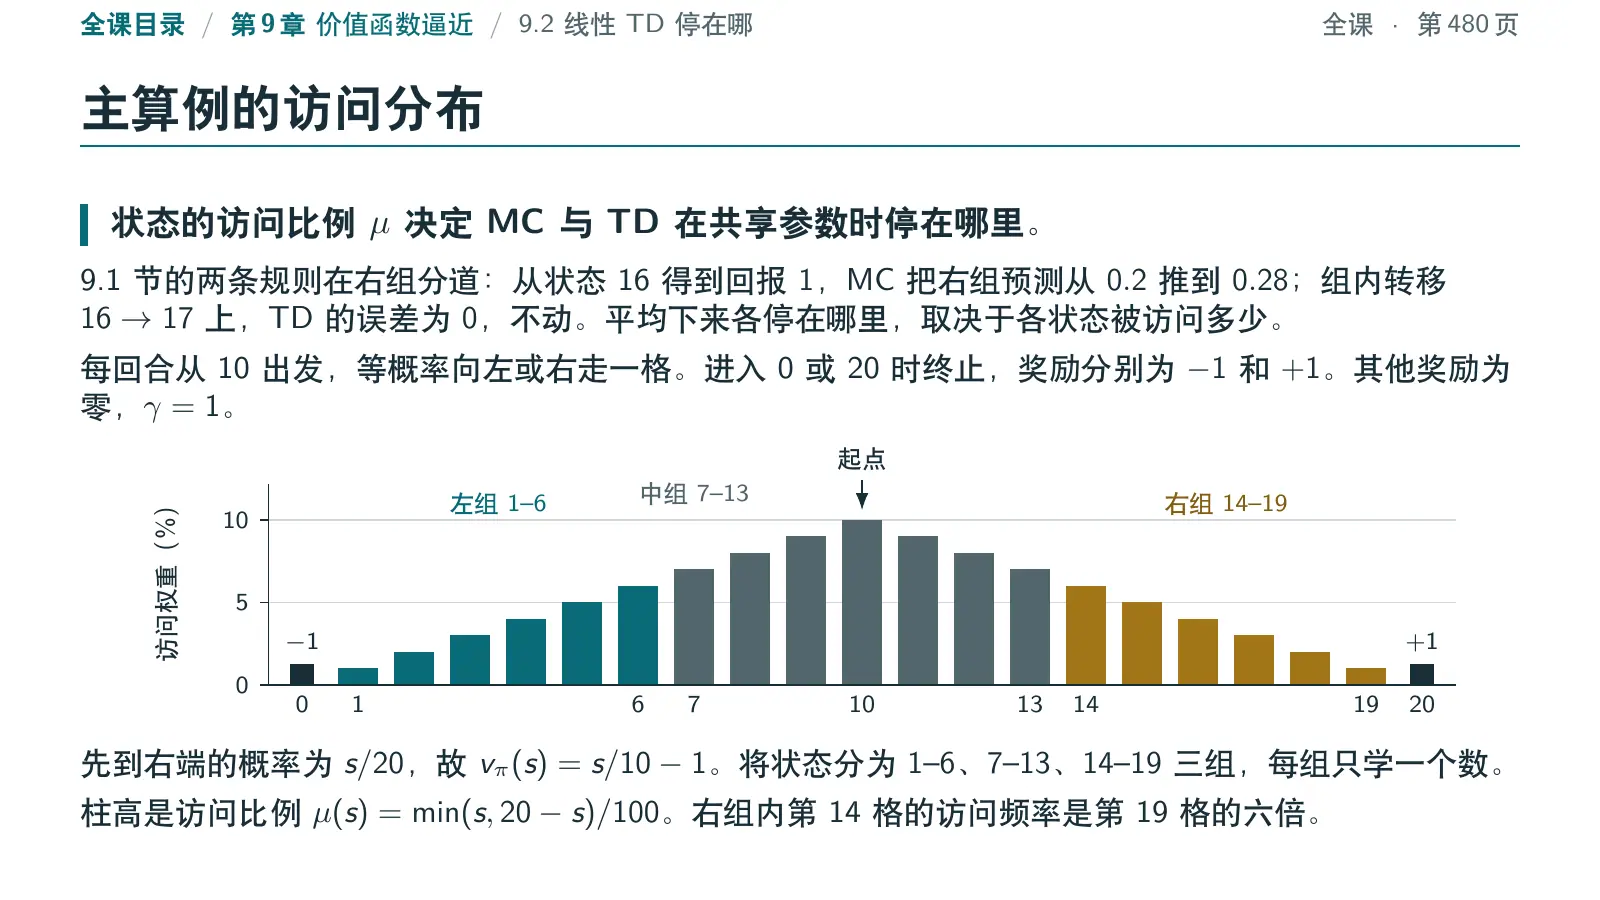 全课目录 / 第 9 章 价值函数逼近 / 9.2 线性 TD 停在哪
全课 · 第 480 页
主算例的访问分布
状态的访问比例 μ 决定 MC 与 TD 在共享参数时停在哪里。
9.1 节的两条规则在右组分道：从状态 16 得到回报 1，MC 把右组预测从 0.2 推到 0.28；组内转移
16 → 17 上，TD 的误差为 0，不动。平均下来各停在哪里，取决于各状态被访问多少。
每回合从 10 出发，等概率向左或右走一格。进入 0 或 20 时终止，奖励分别为 −1 和 +1。其他奖励为
零，γ = 1。
起点
左组 1–6
中组 7–13
右组 14–19
访问权重（%）
10
5
0
−1
+1
0 1 6 7 10 13 14 19 20
先到右端的概率为 s/20，故 vπ(s) = s/10 − 1。将状态分为 1–6、7–13、14–19 三组，每组只学一个数。
柱高是访问比例 μ(s) = min(s, 20 − s)/100。右组内第 14 格的访问频率是第 19 格的六倍。